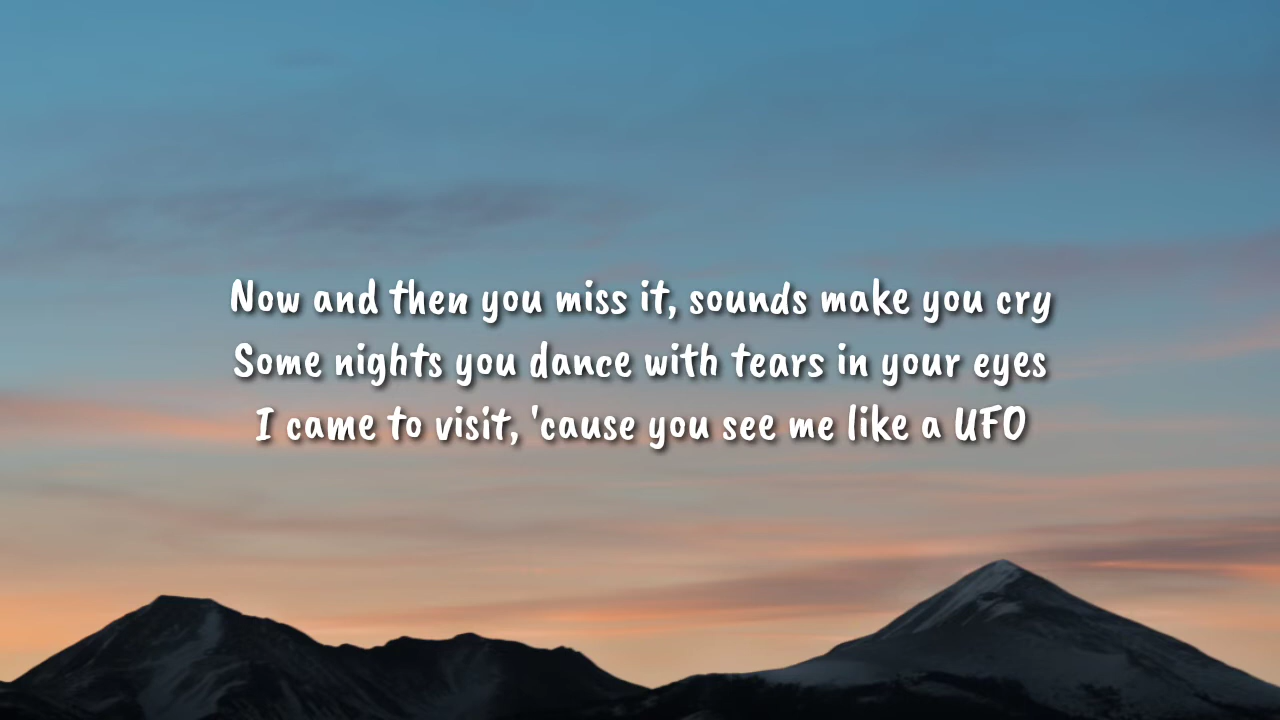 Now and then you miss it, sounds make you cry
Some nights you dance with tears in your eyes
I came to visit, 'cause you see me like a UFO